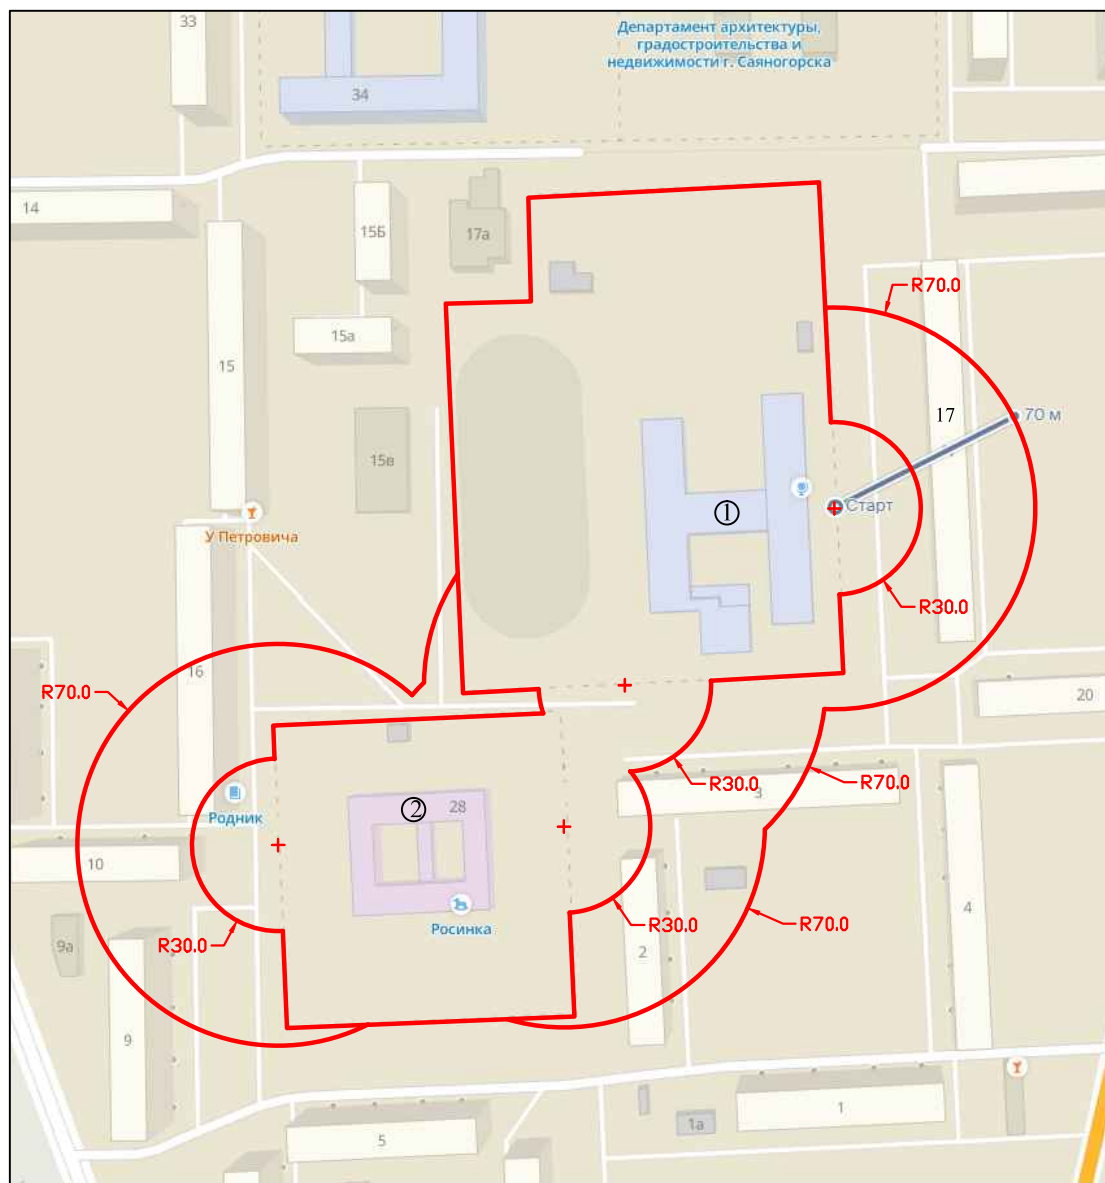 33
Департамент архитектуры,
градостроительства и
недвижимости г. Саяногорска
34
14
15Б
17а
R70.0
15а
15
17
70 м
15в
①
Старт
У Петровича
R30.0
16
R70.0
20
R30.0
R70.0
3
Родник
②
28
10
R30.0
R70.0
Росинка
R30.0
9а
2
4
9
1
1а
5